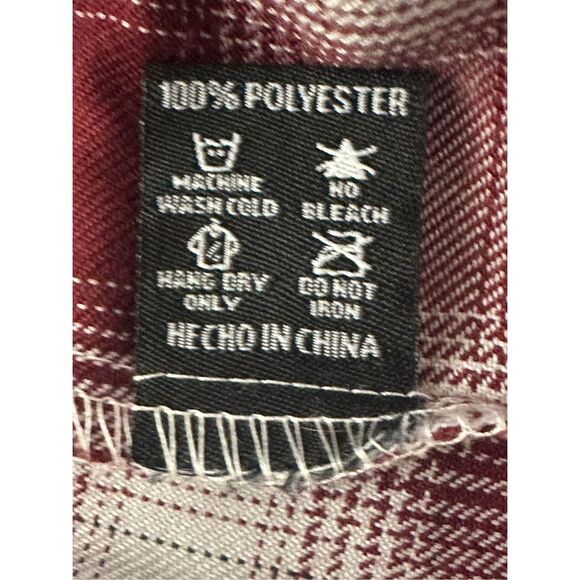 100% POLYESTER
MACHINE
WASH COLD
NO
BLEACH
HANG DRY
ONLY
DO NOT
IRON
HECHO IN CHINA